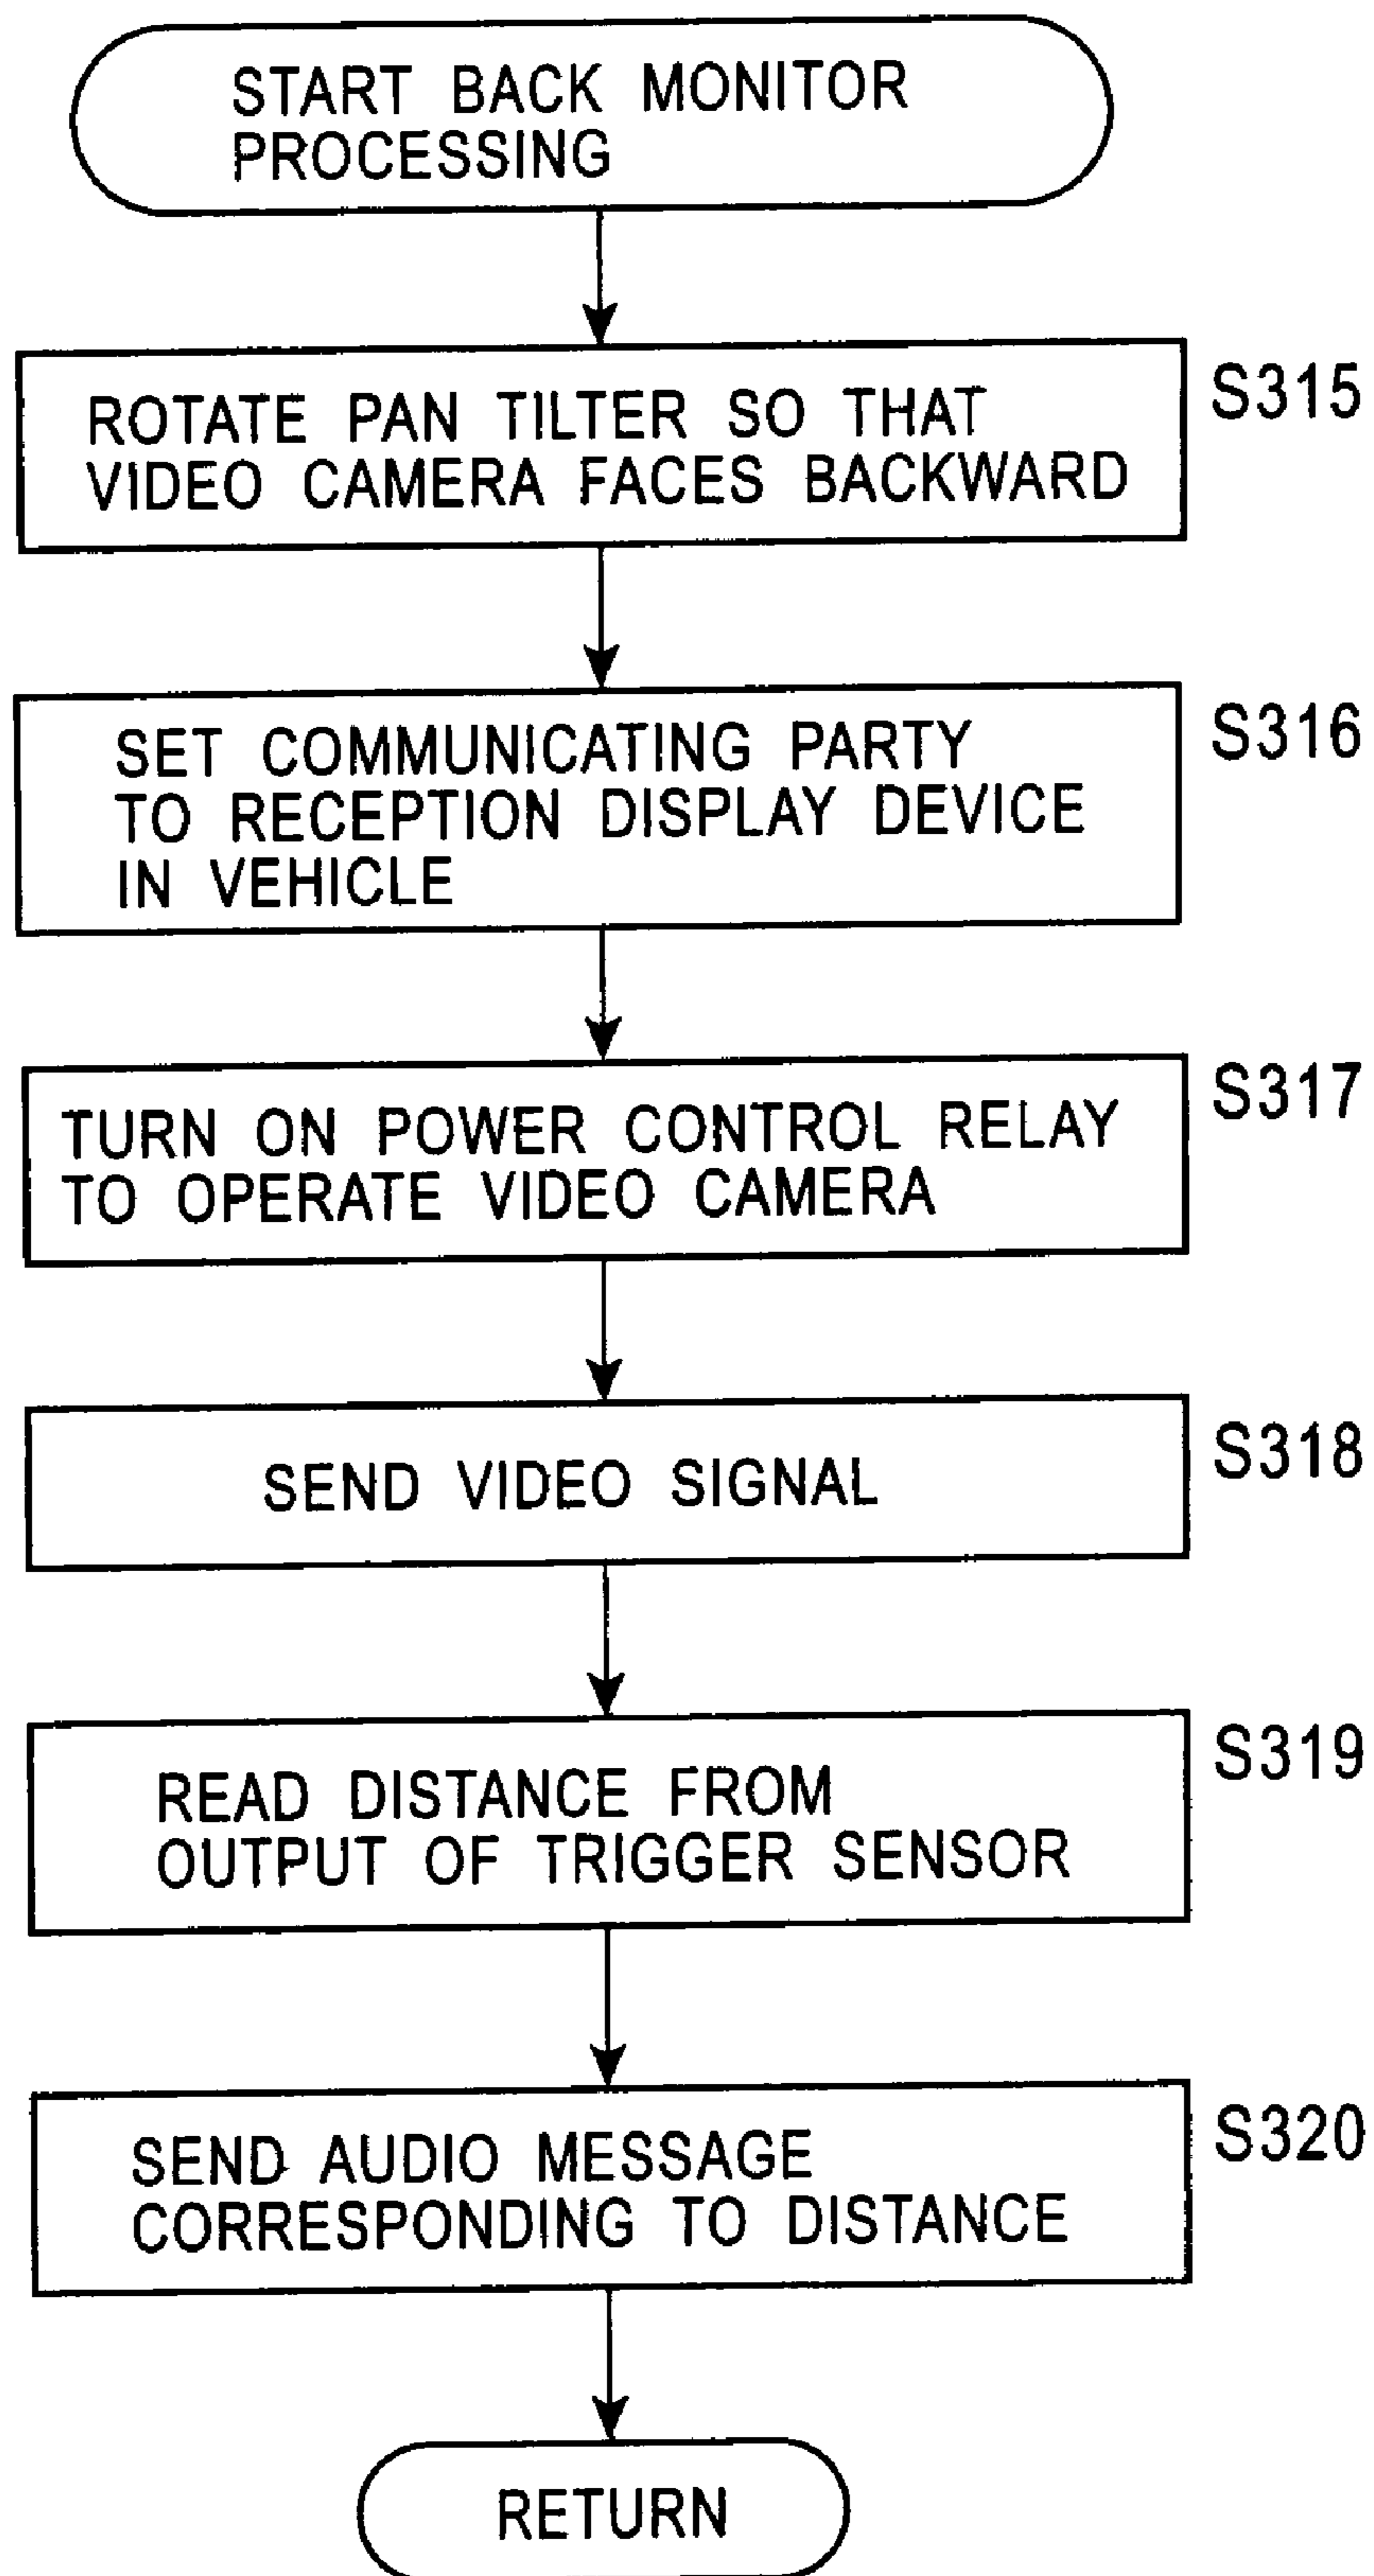 START BACK MONITOR
PROCESSING
ROTATE PAN TILTER SO THAT
VIDEO CAMERA FACES BACKWARD
S315
SET COMMUNICATING PARTY
TO RECEPTION DISPLAY DEVICE
IN VEHICLE
S316
TURN ON POWER CONTROL RELAY
TO OPERATE VIDEO CAMERA
S317
SEND VIDEO SIGNAL
S318
READ DISTANCE FROM
OUTPUT OF TRIGGER SENSOR
S319
SEND AUDIO MESSAGE
CORRESPONDING TO DISTANCE
S320
RETURN